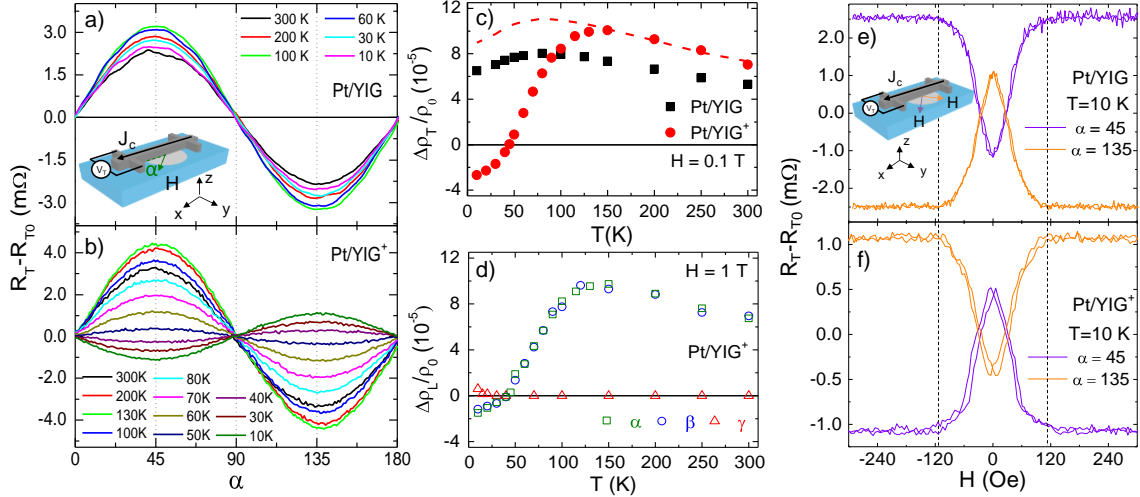 a)
300 K
200 K
100 K
60 K
30 K
10 K
Pt/YIG
3.0
1.5
0.0
-1.5
-3.0
J_c
V_T
α
H
z
x
y
R_T-R_T0 (mΩ)
b)
Pt/YIG⁺
4.0
2.0
0.0
-2.0
-4.0
300K
200K
130K
100K
80K
70K
60K
50K
40K
30K
10K
0 45 90 135 180
α
c)
12
8
4
0
-4
Δρ_T/ρ_0 (10⁻⁵)
Pt/YIG
Pt/YIG⁺
H = 0.1 T
0 50 100 150 200 250 300
T(K)
d)
H = 1 T
8
4
0
-4
Δρ_L/ρ_0 (10⁻⁵)
Pt/YIG⁺
α β γ
0 50 100 150 200 250 300
T (K)
e)
2.6
1.3
0.0
-1.3
-2.6
J_c
V_T
H
H
z
x
y
Pt/YIG
T=10 K
α = 45
α = 135
R_T-R_T0 (mΩ)
f)
1.0
0.5
0.0
-0.5
-1.0
Pt/YIG⁺
T=10 K
α = 45
α = 135
-240 -120 0 120 240
H (Oe)